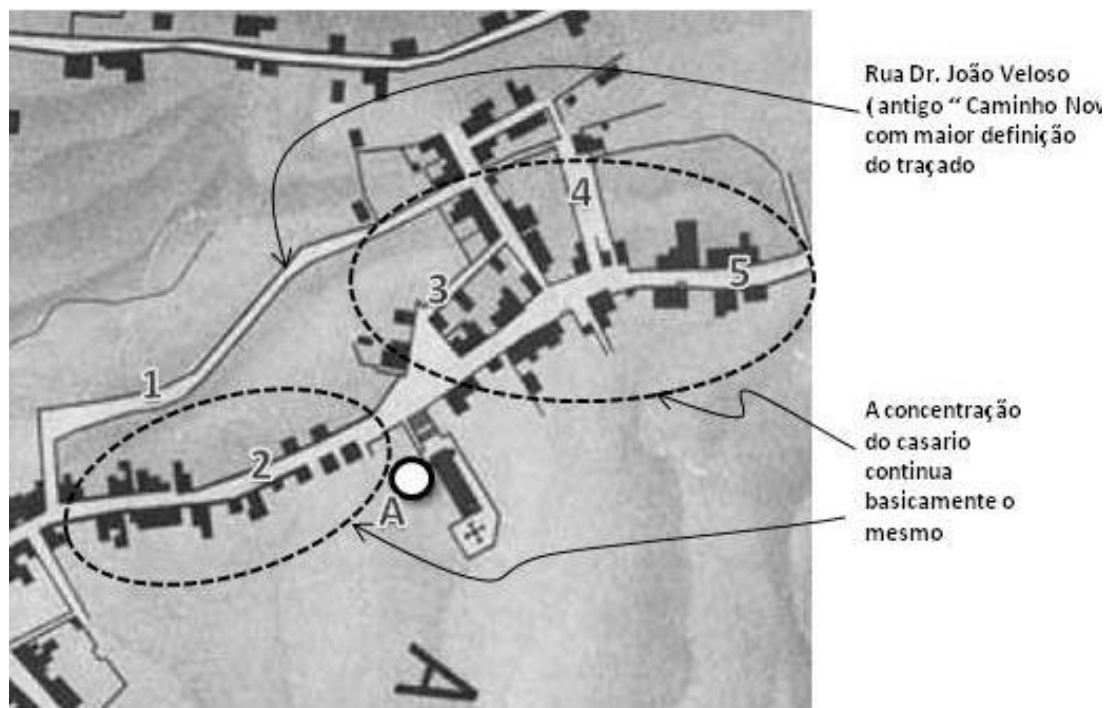 Rua Dr. João Veloso
(antigo “ Caminho Nov
com maior definição
do traçado
4
3
5
1
A concentração
do casario
continua
basicamente o
mesmo
2
A
A